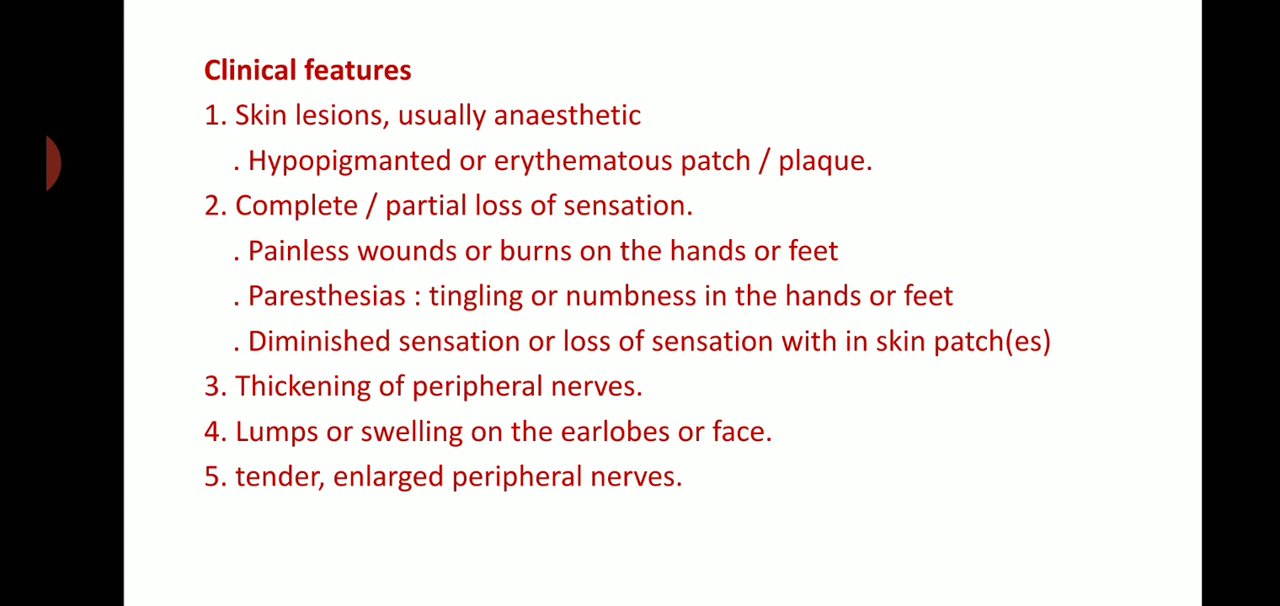 Clinical features
1. Skin lesions, usually anaesthetic
. Hypopigmanted or erythematous patch / plaque.
2. Complete / partial loss of sensation.
. Painless wounds or burns on the hands or feet
. Paresthesias : tingling or numbness in the hands or feet
. Diminished sensation or loss of sensation with in skin patch(es)
3. Thickening of peripheral nerves.
4. Lumps or swelling on the earlobes or face.
5. tender, enlarged peripheral nerves.